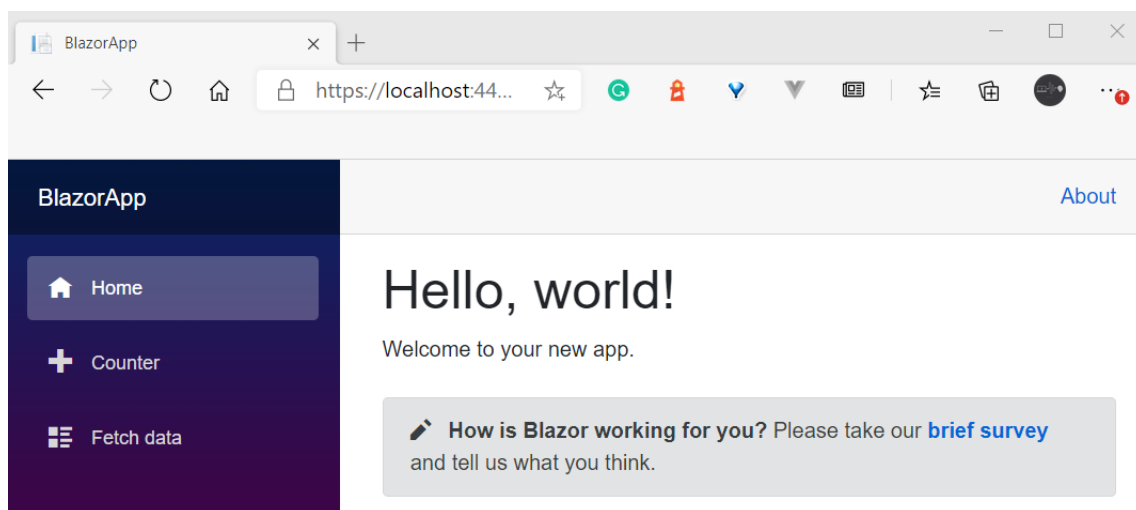 BlazorApp
https://localhost:44...
BlazorApp
About
Home
Counter
Fetch data
Hello, world!
Welcome to your new app.
How is Blazor working for you? Please take our brief survey
and tell us what you think.